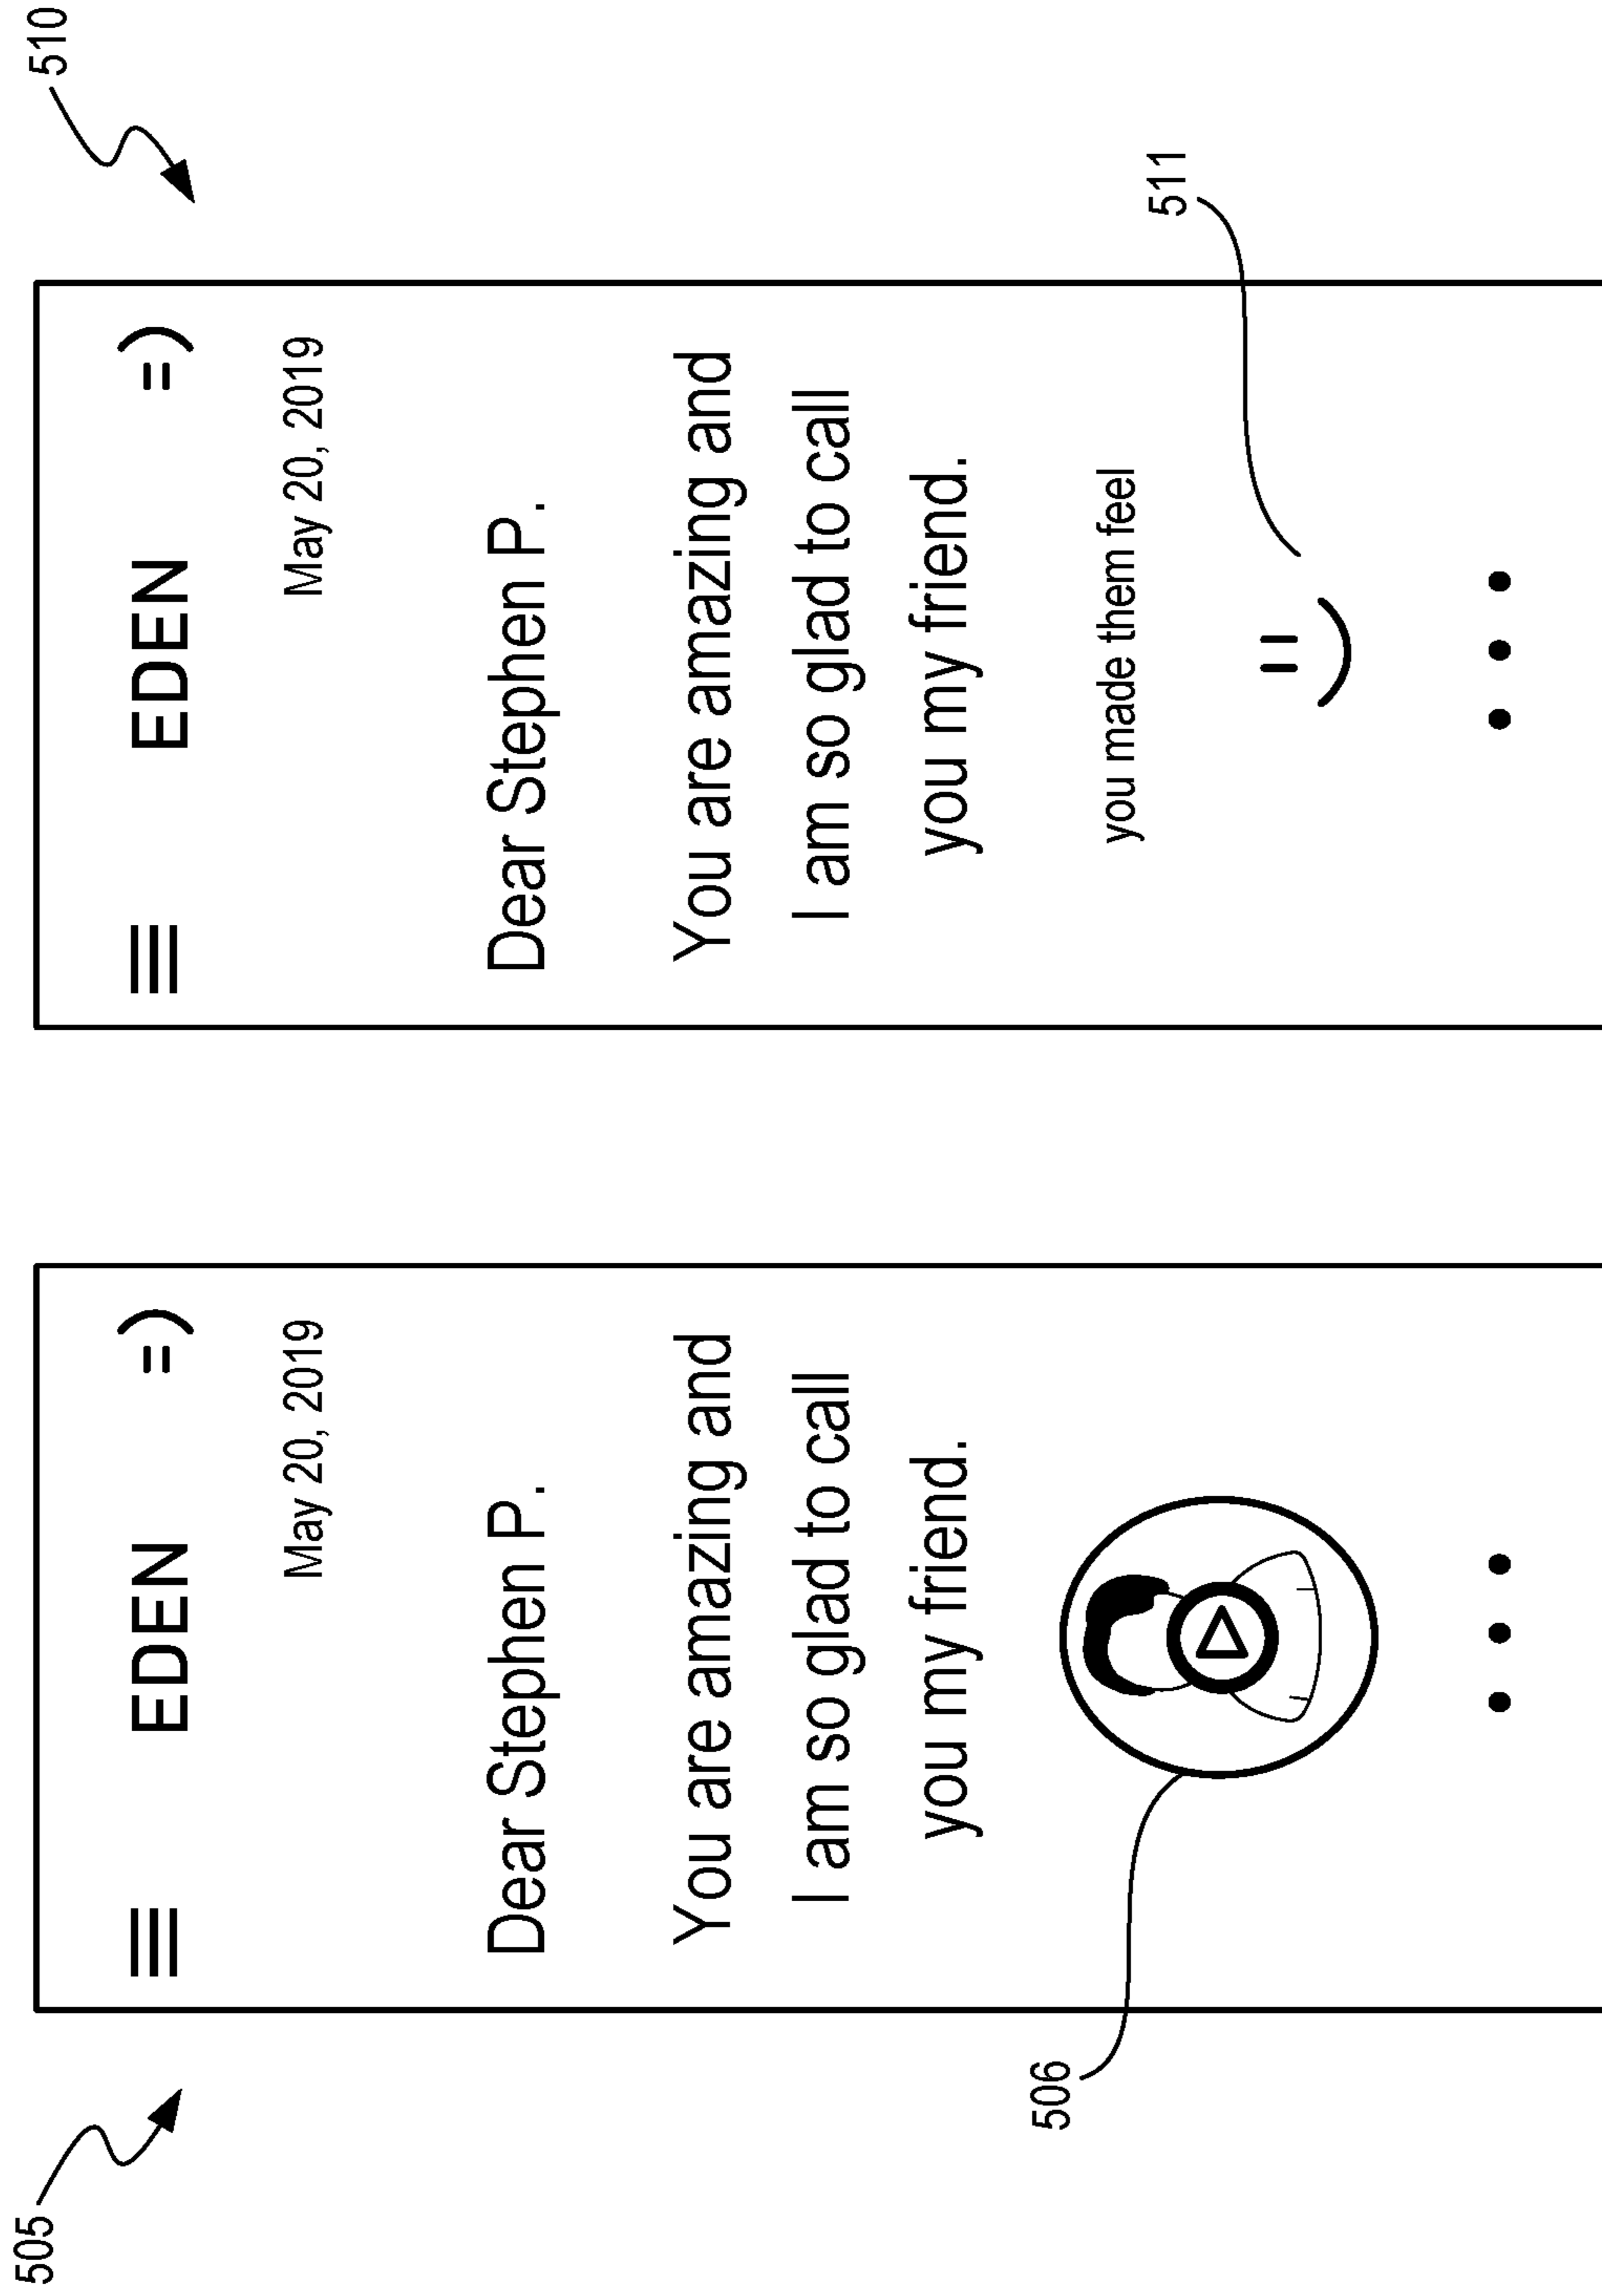 505
EDEN =)
May 20, 2019
Dear Stephen P.
You are amazing and
I am so glad to call
you my friend.
506
510
EDEN =)
May 20, 2019
Dear Stephen P.
You are amazing and
I am so glad to call
you my friend.
you made them feel
=)
511